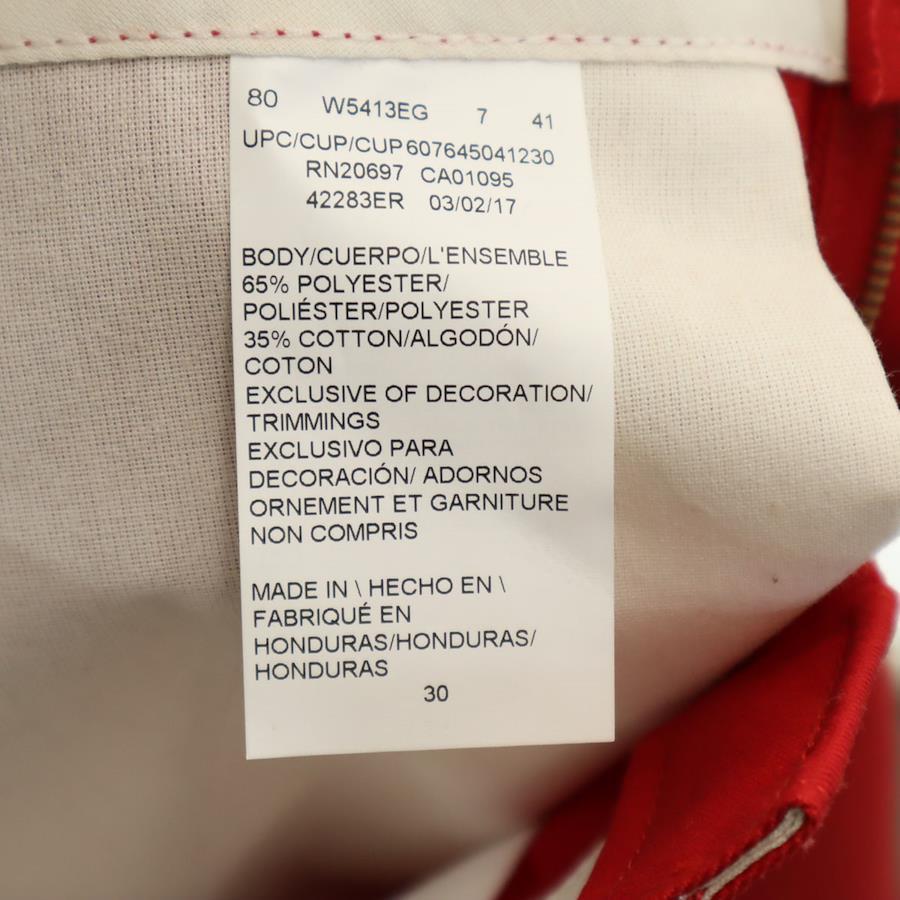 80 W5413EG 7 41
UPC/CUP/CUP 607645041230
RN20697 CA01095
42283ER 03/02/17
BODY/CUERPO/L'ENSEMBLE
65% POLYESTER/
POLIÉSTER/POLYESTER
35% COTTON/ALGODÓN/
COTON
EXCLUSIVE OF DECORATION/
TRIMMINGS
EXCLUSIVO PARA
DECORACIÓN/ ADORNOS
ORNEMENT ET GARNITURE
NON COMPRIS
MADE IN \ HECHO EN \
FABRIQUÉ EN
HONDURAS/HONDURAS/
HONDURAS
30